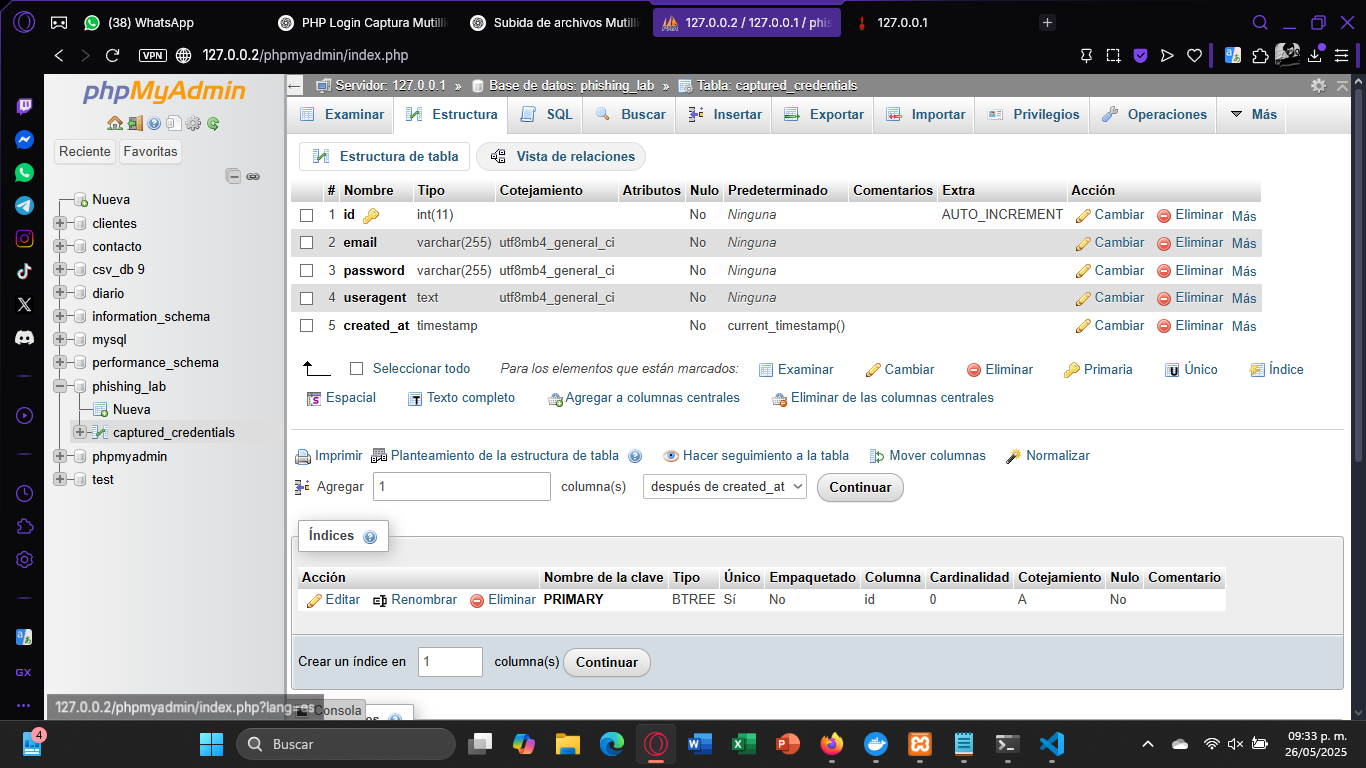 (38) WhatsApp PHP Login Captura Mutilli Subida de archivos Mutilli 127.0.0.2 / 127.0.0.1 / phis 127.0.0.1
VPN 127.0.0.2/phpmyadmin/index.php
phpMyAdmin
Reciente Favoritas
Nueva
clientes
contacto
csv_db 9
diario
information_schema
mysql
performance_schema
phishing_lab
Nueva
captured_credentials
phpmyadmin
test
Servidor: 127.0.0.1 » Base de datos: phishing_lab » Tabla: captured_credentials
Examinar Estructura SQL Buscar Insertar Exportar Importar Privilegios Operaciones Más
Estructura de tabla Vista de relaciones
# Nombre Tipo Cotejamiento Atributos Nulo Predeterminado Comentarios Extra Acción
1 id int(11) No Ninguna AUTO_INCREMENT Cambiar Eliminar Más
2 email varchar(255) utf8mb4_general_ci No Ninguna Cambiar Eliminar Más
3 password varchar(255) utf8mb4_general_ci No Ninguna Cambiar Eliminar Más
4 useragent text utf8mb4_general_ci No Ninguna Cambiar Eliminar Más
5 created_at timestamp No current_timestamp() Cambiar Eliminar Más
Seleccionar todo Para los elementos que están marcados: Examinar Cambiar Eliminar Primaria Único Índice
Espacial Texto completo Agregar a columnas centrales Eliminar de las columnas centrales
Imprimir Planteamiento de la estructura de tabla Hacer seguimiento a la tabla Mover columnas Normalizar
Agregar 1 columna(s) después de created_at Continuar
Índices
Acción Nombre de la clave Tipo Único Empaquetado Columna Cardinalidad Cotejamiento Nulo Comentario
Editar Renombrar Eliminar PRIMARY BTREE Sí No id 0 A No
Crear un índice en 1 columna(s) Continuar
GX
127.0.0.2/phpmyadmin/index.php?lang=es Consola
4 Buscar 09:33 p. m.
26/05/2025